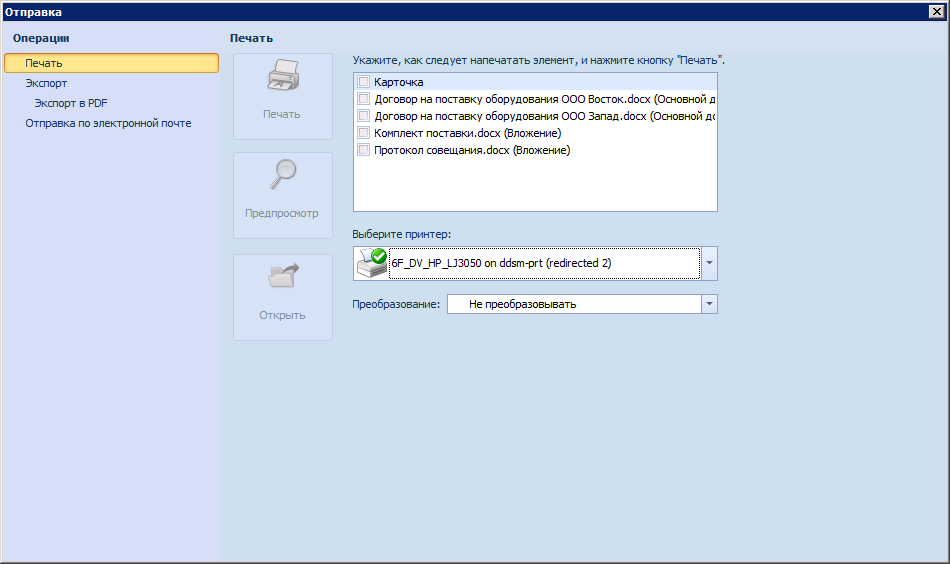 Отправка
Операции
Печать
Экспорт
Экспорт в PDF
Отправка по электронной почте
Печать
Печать
Предпросмотр
Открыть
Укажите, как следует напечатать элемент, и нажмите кнопку "Печать".
Карточка
Договор на поставку оборудования ООО Восток.docx (Основной д
Договор на поставку оборудования ООО Запад.docx (Основной до
Комплект поставки.docx (Вложение)
Протокол совещания.docx (Вложение)
Выберите принтер:
6F_DV_HP_LJ3050 on ddsm-prt (redirected 2)
Преобразование: Не преобразовывать